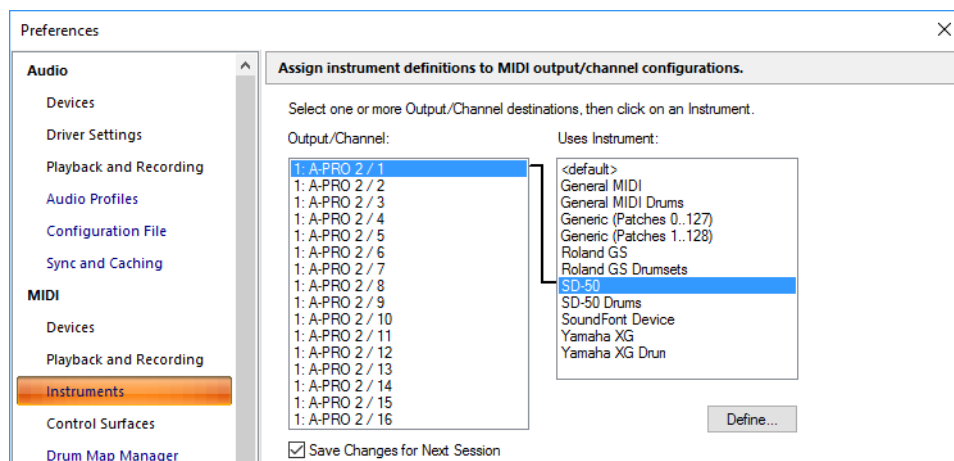 Preferences
Audio
Devices
Driver Settings
Playback and Recording
Audio Profiles
Configuration File
Sync and Caching
MIDI
Devices
Playback and Recording
Instruments
Control Surfaces
Drum Map Manager
Assign instrument definitions to MIDI output/channel configurations.
Select one or more Output/Channel destinations, then click on an Instrument.
Output/Channel:
1: A-PRO 2 / 1
1: A-PRO 2 / 2
1: A-PRO 2 / 3
1: A-PRO 2 / 4
1: A-PRO 2 / 5
1: A-PRO 2 / 6
1: A-PRO 2 / 7
1: A-PRO 2 / 8
1: A-PRO 2 / 9
1: A-PRO 2 / 10
1: A-PRO 2 / 11
1: A-PRO 2 / 12
1: A-PRO 2 / 13
1: A-PRO 2 / 14
1: A-PRO 2 / 15
1: A-PRO 2 / 16
Uses Instrument:
<default>
General MIDI
General MIDI Drums
Generic (Patches 0..127)
Generic (Patches 1..128)
Roland GS
Roland GS Drumsets
SD-50
SD-50 Drums
SoundFont Device
Yamaha XG
Yamaha XG Drum
Define...
Save Changes for Next Session